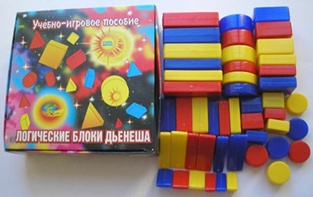 Учебно-игровое пособие
ЛОГИЧЕСКИЕ БЛОКИ ДЬЕНЕША